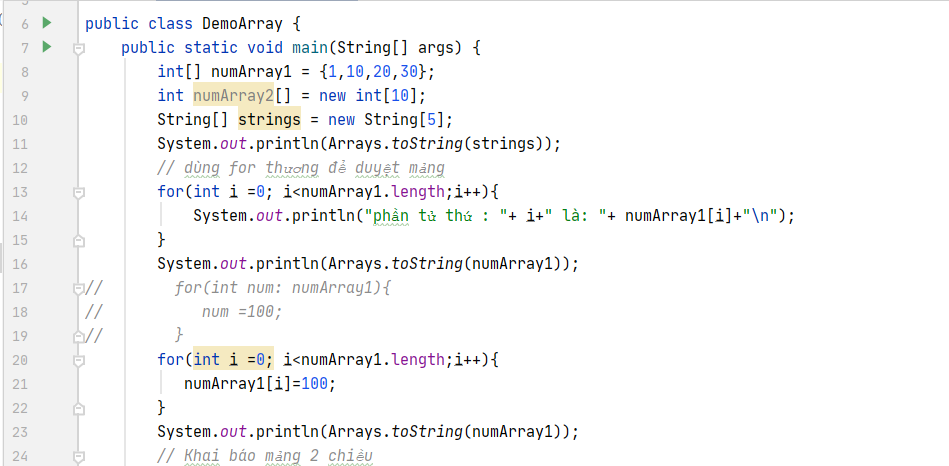 6 public class DemoArray {
7 public static void main(String[] args) {
8 int[] numArray1 = {1,10,20,30};
9 int numArray2[] = new int[10];
10 String[] strings = new String[5];
11 System.out.println(Arrays.toString(strings));
12 // dùng for thương để duyệt mảng
13 for(int i =0; i<numArray1.length;i++){
14 System.out.println("phần tử thứ : "+ i+" là: "+ numArray1[i]+"\n");
15 }
16 System.out.println(Arrays.toString(numArray1));
17 // for(int num: numArray1){
18 // num =100;
19 // }
20 for(int i =0; i<numArray1.length;i++){
21 numArray1[i]=100;
22 }
23 System.out.println(Arrays.toString(numArray1));
24 // Khai báo mảng 2 chiều